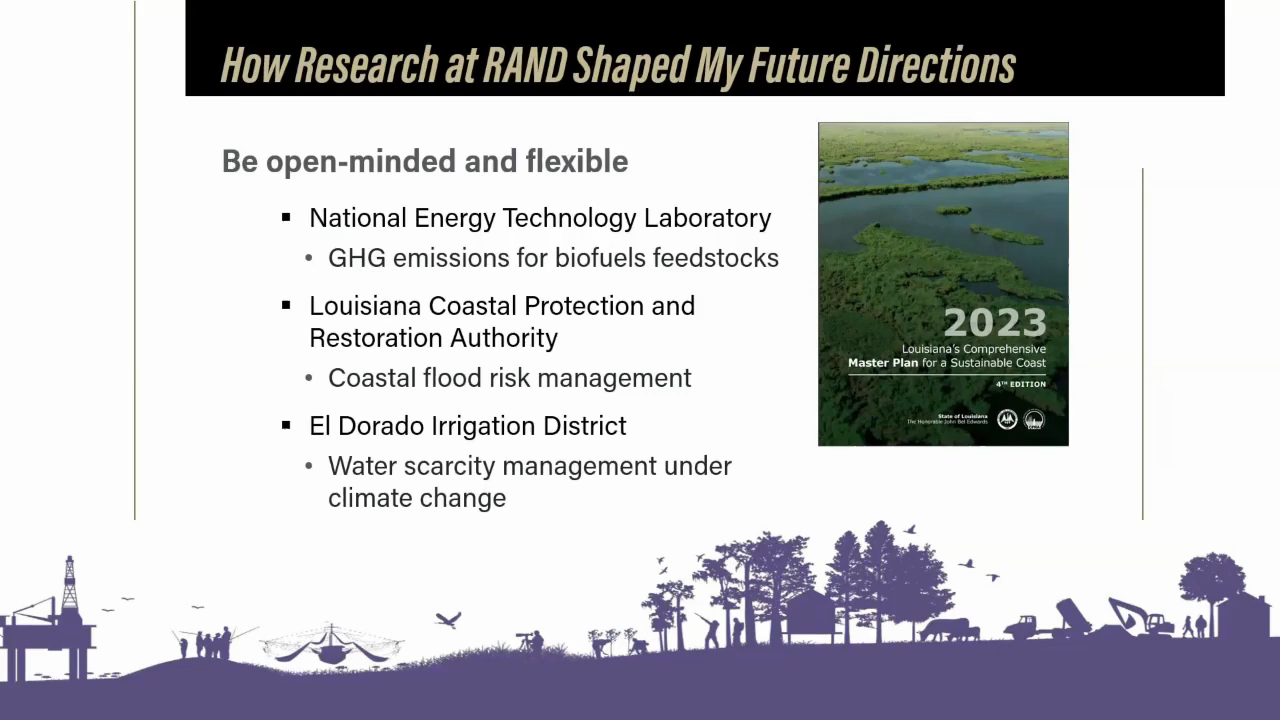 How Research at RAND Shaped My Future Directions
Be open-minded and flexible
National Energy Technology Laboratory
GHG emissions for biofuels feedstocks
Louisiana Coastal Protection and
Restoration Authority
Coastal flood risk management
El Dorado Irrigation District
Water scarcity management under
climate change
2023
Louisiana's Comprehensive
Master Plan for a Sustainable Coast
4TH EDITION
State of Louisiana
The Honorable John Bel Edwards